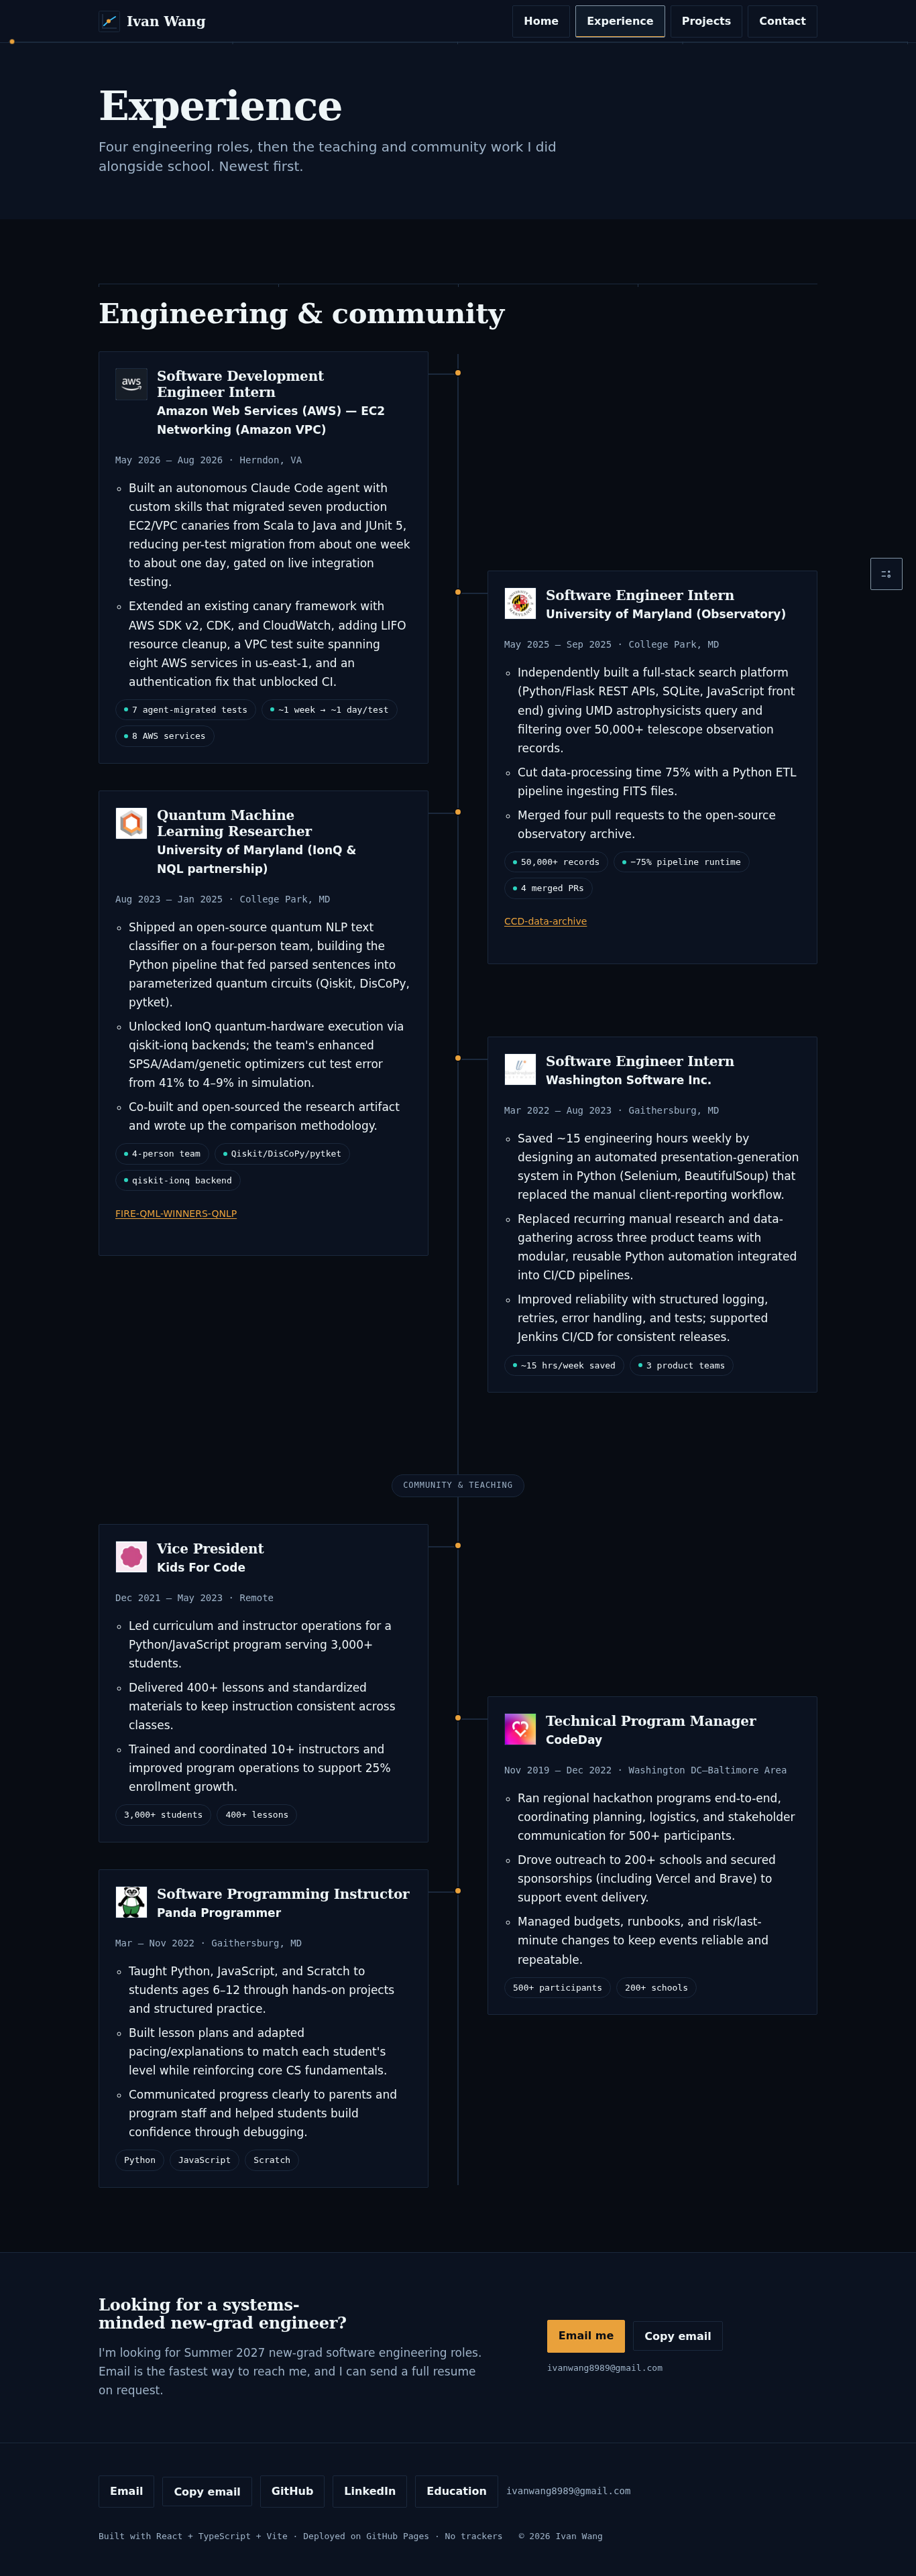 Ivan Wang
Home
Experience
Projects
Contact
Experience
Four engineering roles, then the teaching and community work I did
alongside school. Newest first.
Engineering & community
aws
Software Development
Engineer Intern
Amazon Web Services (AWS) — EC2
Networking (Amazon VPC)
May 2026 — Aug 2026 · Herndon, VA
Built an autonomous Claude Code agent with
custom skills that migrated seven production
EC2/VPC canaries from Scala to Java and JUnit 5,
reducing per-test migration from about one week
to about one day, gated on live integration
testing.
Extended an existing canary framework with
AWS SDK v2, CDK, and CloudWatch, adding LIFO
resource cleanup, a VPC test suite spanning
eight AWS services in us-east-1, and an
authentication fix that unblocked CI.
7 agent-migrated tests
~1 week → ~1 day/test
8 AWS services
Software Engineer Intern
University of Maryland (Observatory)
May 2025 — Sep 2025 · College Park, MD
Independently built a full-stack search platform
(Python/Flask REST APIs, SQLite, JavaScript front
end) giving UMD astrophysicists query and
filtering over 50,000+ telescope observation
records.
Cut data-processing time 75% with a Python ETL
pipeline ingesting FITS files.
Merged four pull requests to the open-source
observatory archive.
50,000+ records
−75% pipeline runtime
4 merged PRs
CCD-data-archive
Quantum Machine
Learning Researcher
University of Maryland (IonQ &
NQL partnership)
Aug 2023 — Jan 2025 · College Park, MD
Shipped an open-source quantum NLP text
classifier on a four-person team, building the
Python pipeline that fed parsed sentences into
parameterized quantum circuits (Qiskit, DisCoPy,
pytket).
Unlocked IonQ quantum-hardware execution via
qiskit-ionq backends; the team's enhanced
SPSA/Adam/genetic optimizers cut test error
from 41% to 4–9% in simulation.
Co-built and open-sourced the research artifact
and wrote up the comparison methodology.
4-person team
Qiskit/DisCoPy/pytket
qiskit-ionq backend
FIRE-QML-WINNERS-QNLP
Software Engineer Intern
Washington Software Inc.
Mar 2022 — Aug 2023 · Gaithersburg, MD
Saved ~15 engineering hours weekly by
designing an automated presentation-generation
system in Python (Selenium, BeautifulSoup) that
replaced the manual client-reporting workflow.
Replaced recurring manual research and data-
gathering across three product teams with
modular, reusable Python automation integrated
into CI/CD pipelines.
Improved reliability with structured logging,
retries, error handling, and tests; supported
Jenkins CI/CD for consistent releases.
~15 hrs/week saved
3 product teams
COMMUNITY & TEACHING
Vice President
Kids For Code
Dec 2021 — May 2023 · Remote
Led curriculum and instructor operations for a
Python/JavaScript program serving 3,000+
students.
Delivered 400+ lessons and standardized
materials to keep instruction consistent across
classes.
Trained and coordinated 10+ instructors and
improved program operations to support 25%
enrollment growth.
3,000+ students
400+ lessons
Technical Program Manager
CodeDay
Nov 2019 — Dec 2022 · Washington DC–Baltimore Area
Ran regional hackathon programs end-to-end,
coordinating planning, logistics, and stakeholder
communication for 500+ participants.
Drove outreach to 200+ schools and secured
sponsorships (including Vercel and Brave) to
support event delivery.
Managed budgets, runbooks, and risk/last-
minute changes to keep events reliable and
repeatable.
500+ participants
200+ schools
Software Programming Instructor
Panda Programmer
Mar — Nov 2022 · Gaithersburg, MD
Taught Python, JavaScript, and Scratch to
students ages 6–12 through hands-on projects
and structured practice.
Built lesson plans and adapted
pacing/explanations to match each student's
level while reinforcing core CS fundamentals.
Communicated progress clearly to parents and
program staff and helped students build
confidence through debugging.
Python
JavaScript
Scratch
Looking for a systems-
minded new-grad engineer?
I'm looking for Summer 2027 new-grad software engineering roles.
Email is the fastest way to reach me, and I can send a full resume
on request.
Email me
Copy email
ivanwang8989@gmail.com
Email
Copy email
GitHub
LinkedIn
Education
ivanwang8989@gmail.com
Built with React + TypeScript + Vite · Deployed on GitHub Pages · No trackers
© 2026 Ivan Wang